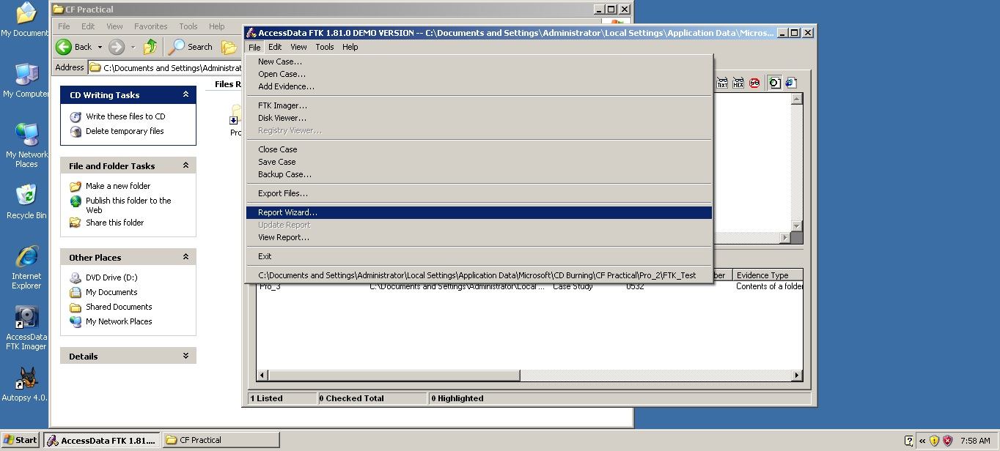 My Document
My Computer
My Network
Places
Recycle Bin
Internet
Explorer
AccessData
FTK Imager
Autopsy 4.0.
CF Practical
File Edit View Favorites Tools Help
Back Search
Address C:\Documents and Settings\Administrat
CD Writing Tasks
Write these files to CD
Delete temporary files
File and Folder Tasks
Make a new folder
Publish this folder to the
Web
Share this folder
Other Places
DVD Drive (D:)
My Documents
Shared Documents
My Network Places
Details
Files R
Pro
AccessData FTK 1.81.0 DEMO VERSION -- C:\Documents and Settings\Administrator\Local Settings\Application Data\Micros...
File Edit View Tools Help
New Case...
Open Case...
Add Evidence...
FTK Imager...
Disk Viewer...
Registry Viewer...
Close Case
Save Case
Backup Case...
Export Files...
Report Wizard...
Update Report
View Report...
Exit
C:\Documents and Settings\Administrator\Local Settings\Application Data\Microsoft\CD Burning\CF Practical\Pro_2\FTK_Test
TEXT HEX
ber Evidence Type
Pro_3 C:\Documents and Settings\Administrator\Local ... Case Study 0532 Contents of a folder
1 Listed 0 Checked Total 0 Highlighted
Start AccessData FTK 1.81.... CF Practical 7:58 AM